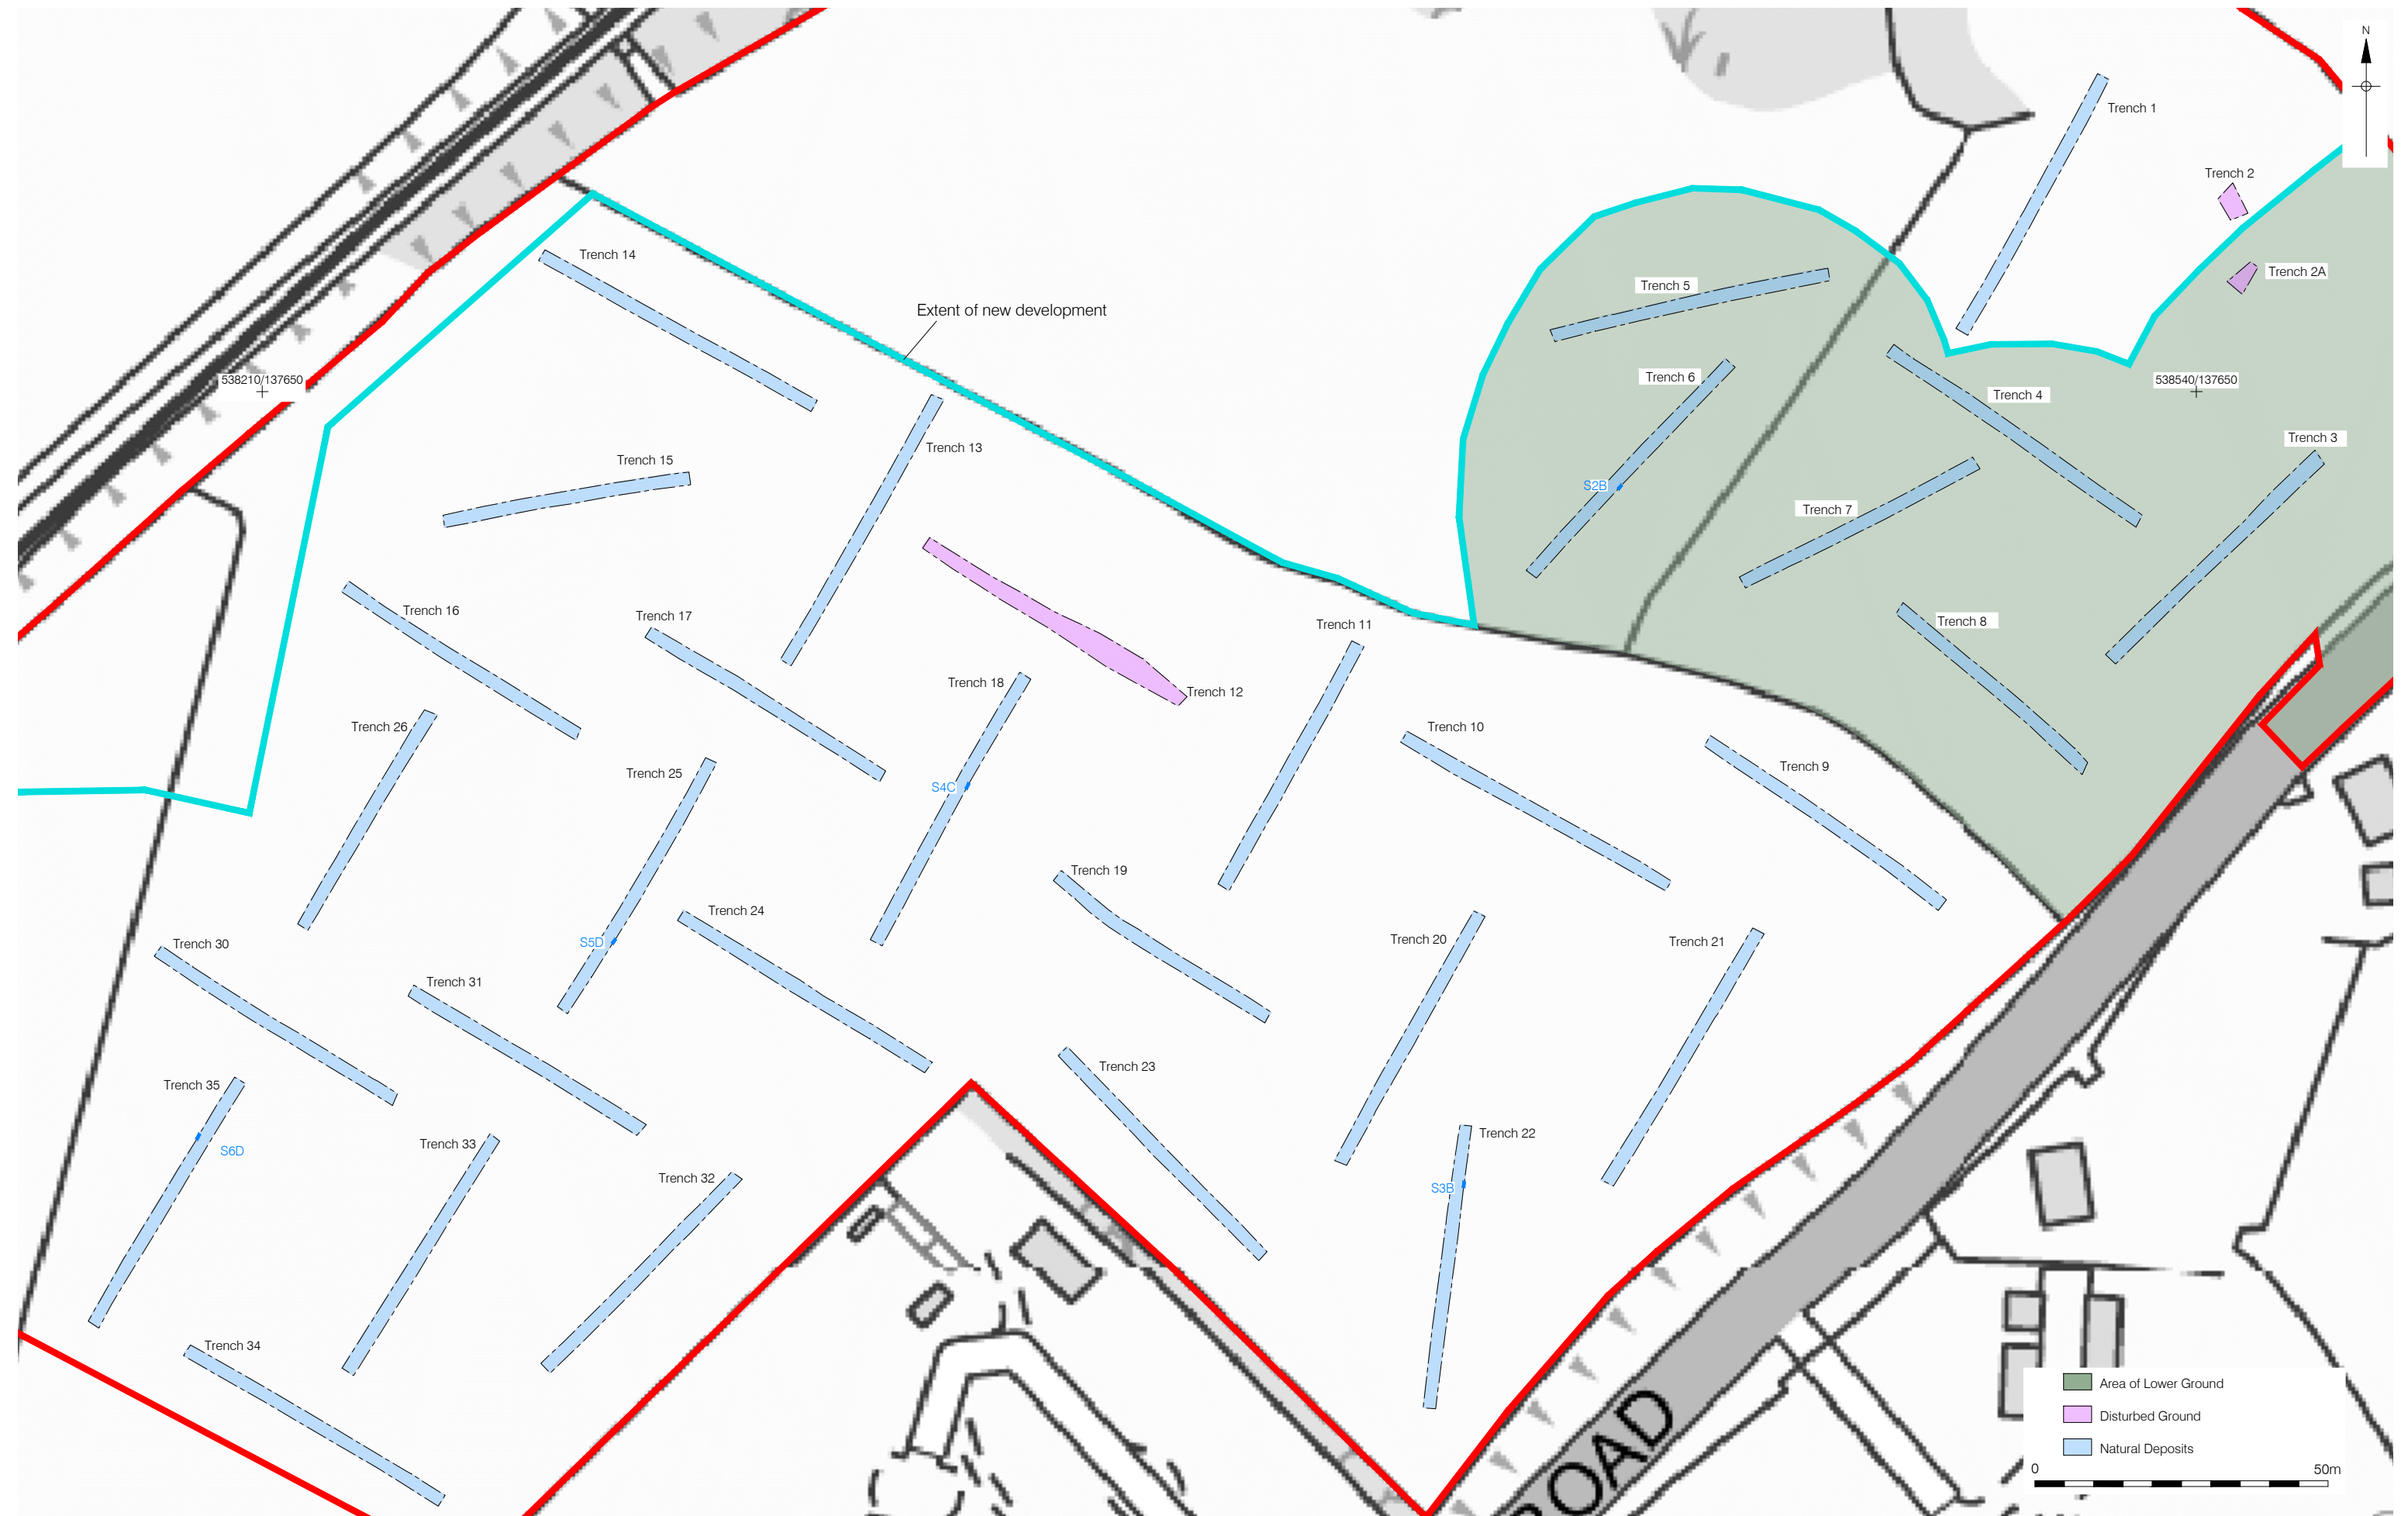 N
Trench 1
Trench 2
Trench 14
Trench 2A
Trench 5
Extent of new development
538210/137650
Trench 6
538540/137650
Trench 4
Trench 3
Trench 13
Trench 15
S2B
Trench 7
Trench 16
Trench 17
Trench 11
Trench 8
Trench 18
Trench 12
Trench 26
Trench 10
Trench 25
Trench 9
S4C
Trench 19
Trench 24
Trench 30
S5D
Trench 20
Trench 21
Trench 31
Trench 23
Trench 35
Trench 22
Trench 33
S6D
Trench 32
S3B
Trench 34
ROAD
Area of Lower Ground
Disturbed Ground
Natural Deposits
0 50m